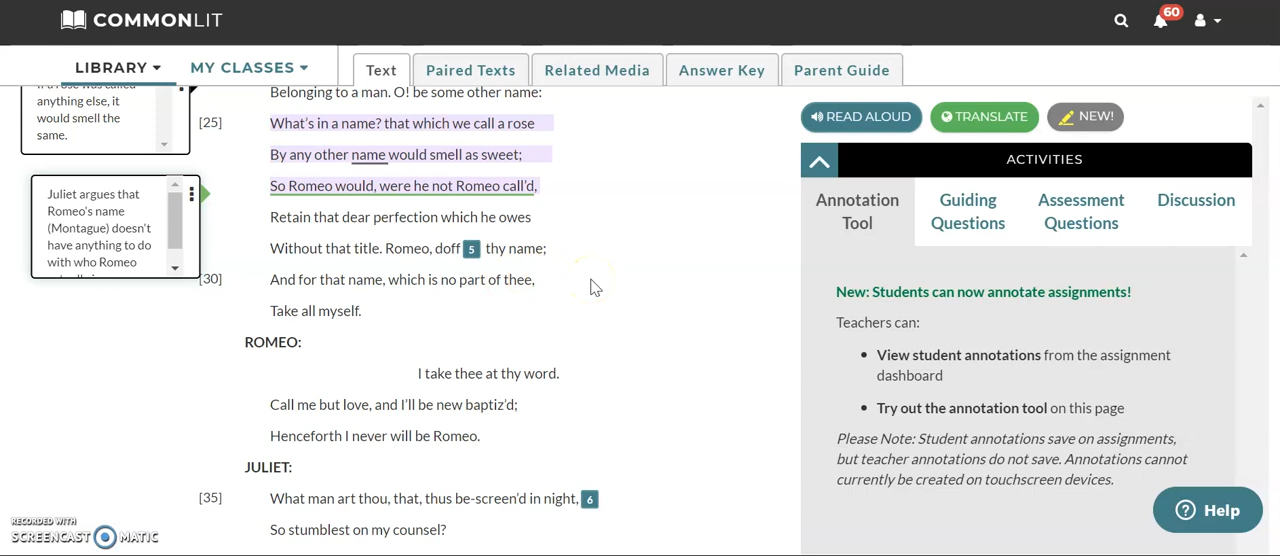 COMMONLIT
60
LIBRARY
MY CLASSES
Text
Paired Texts
Related Media
Answer Key
Parent Guide
anything else, it
would smell the
same.
Juliet argues that
Romeo's name
(Montague) doesn't
have anything to do
with who Romeo
Belonging to a man. O! be some other name:
[25] What's in a name? that which we call a rose
By any other name would smell as sweet;
So Romeo would, were he not Romeo call'd,
Retain that dear perfection which he owes
Without that title. Romeo, doff 5 thy name;
[30] And for that name, which is no part of thee,
Take all myself.
ROMEO:
I take thee at thy word.
Call me but love, and I'll be new baptiz'd;
Henceforth I never will be Romeo.
JULIET:
[35] What man art thou, that, thus be-screen'd in night, 6
So stumblest on my counsel?
READ ALOUD
TRANSLATE
NEW!
ACTIVITIES
Annotation
Tool
Guiding
Questions
Assessment
Questions
Discussion
New: Students can now annotate assignments!
Teachers can:
• View student annotations from the assignment
dashboard
• Try out the annotation tool on this page
Please Note: Student annotations save on assignments,
but teacher annotations do not save. Annotations cannot
currently be created on touchscreen devices.
Help
RECORDED WITH
SCREENCAST MATIC